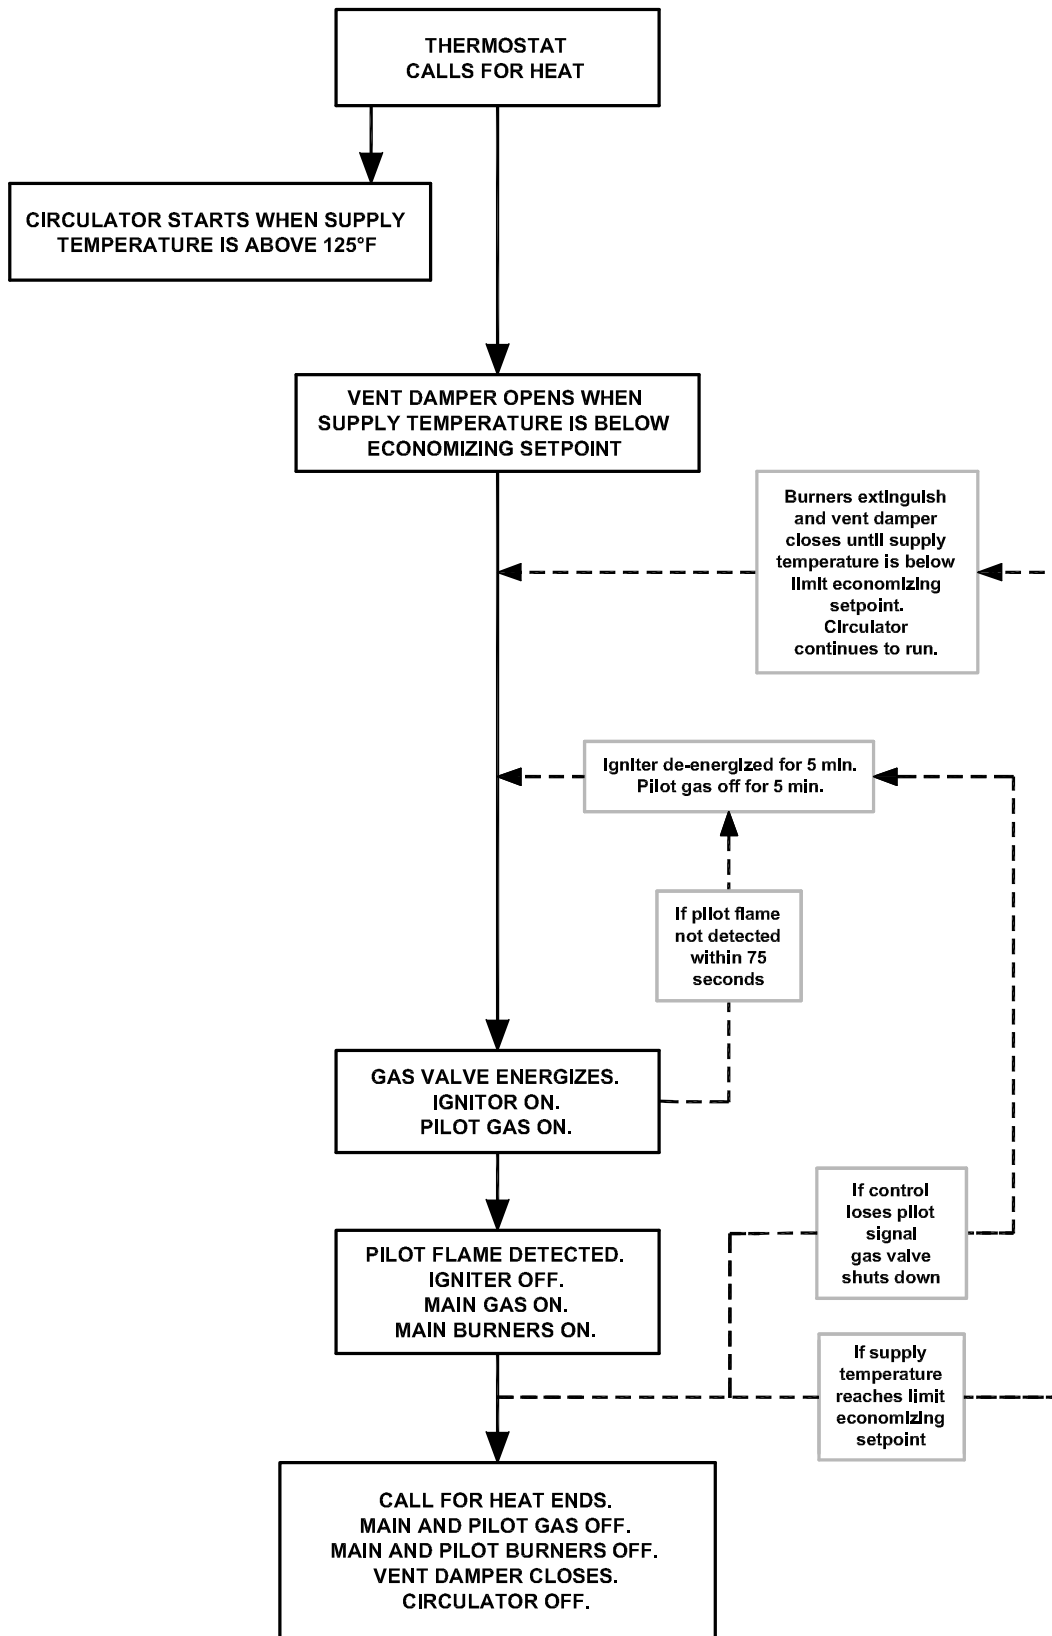 THERMOSTAT
CALLS FOR HEAT
CIRCULATOR STARTS WHEN SUPPLY
TEMPERATURE IS ABOVE 125°F
VENT DAMPER OPENS WHEN
SUPPLY TEMPERATURE IS BELOW
ECONOMIZING SETPOINT
Burners extinguish
and vent damper
closes until supply
temperature is below
limit economizing
setpoint.
Circulator
continues to run.
Igniter de-energized for 5 min.
Pilot gas off for 5 min.
If pilot flame
not detected
within 75
seconds
GAS VALVE ENERGIZES.
IGNITOR ON.
PILOT GAS ON.
If control
loses pilot
signal
gas valve
shuts down
PILOT FLAME DETECTED.
IGNITER OFF.
MAIN GAS ON.
MAIN BURNERS ON.
If supply
temperature
reaches limit
economizing
setpoint
CALL FOR HEAT ENDS.
MAIN AND PILOT GAS OFF.
MAIN AND PILOT BURNERS OFF.
VENT DAMPER CLOSES.
CIRCULATOR OFF.